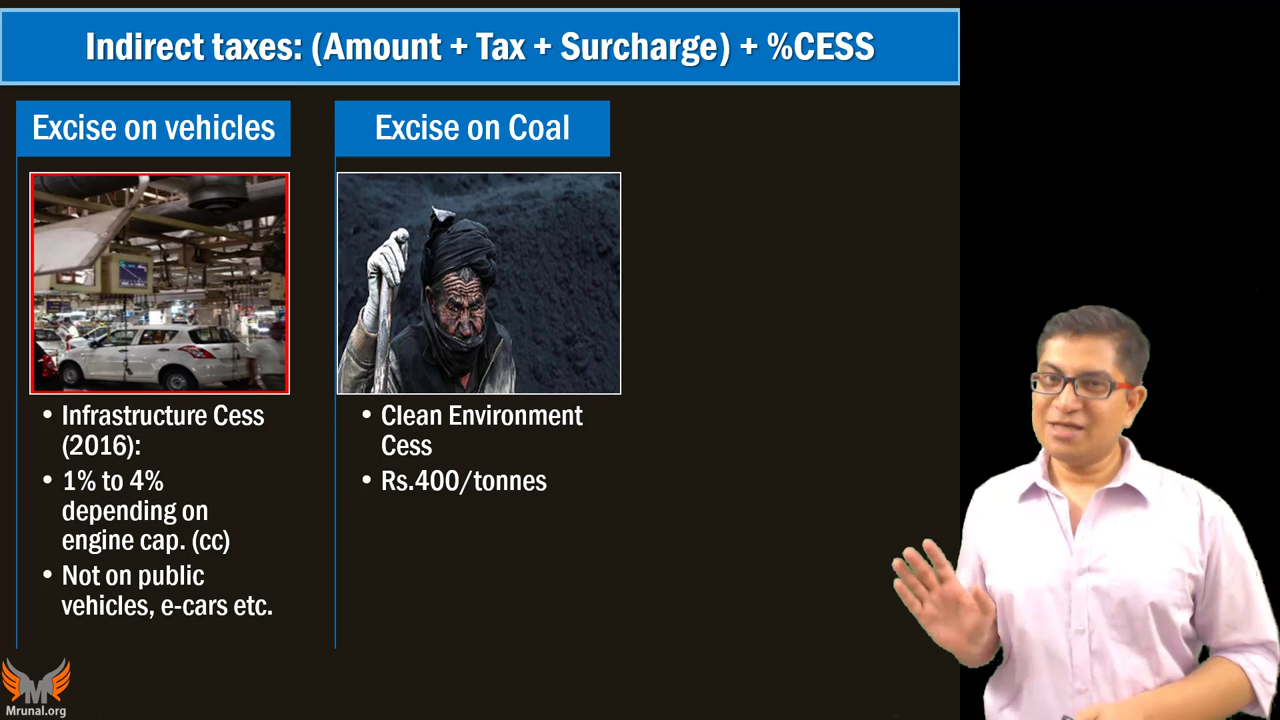 Indirect taxes: (Amount + Tax + Surcharge) + %CESS
Excise on vehicles
• Infrastructure Cess
(2016):
• 1% to 4%
depending on
engine cap. (cc)
• Not on public
vehicles, e-cars etc.
Excise on Coal
• Clean Environment
Cess
• Rs.400/tonnes
M
Mrunal.org